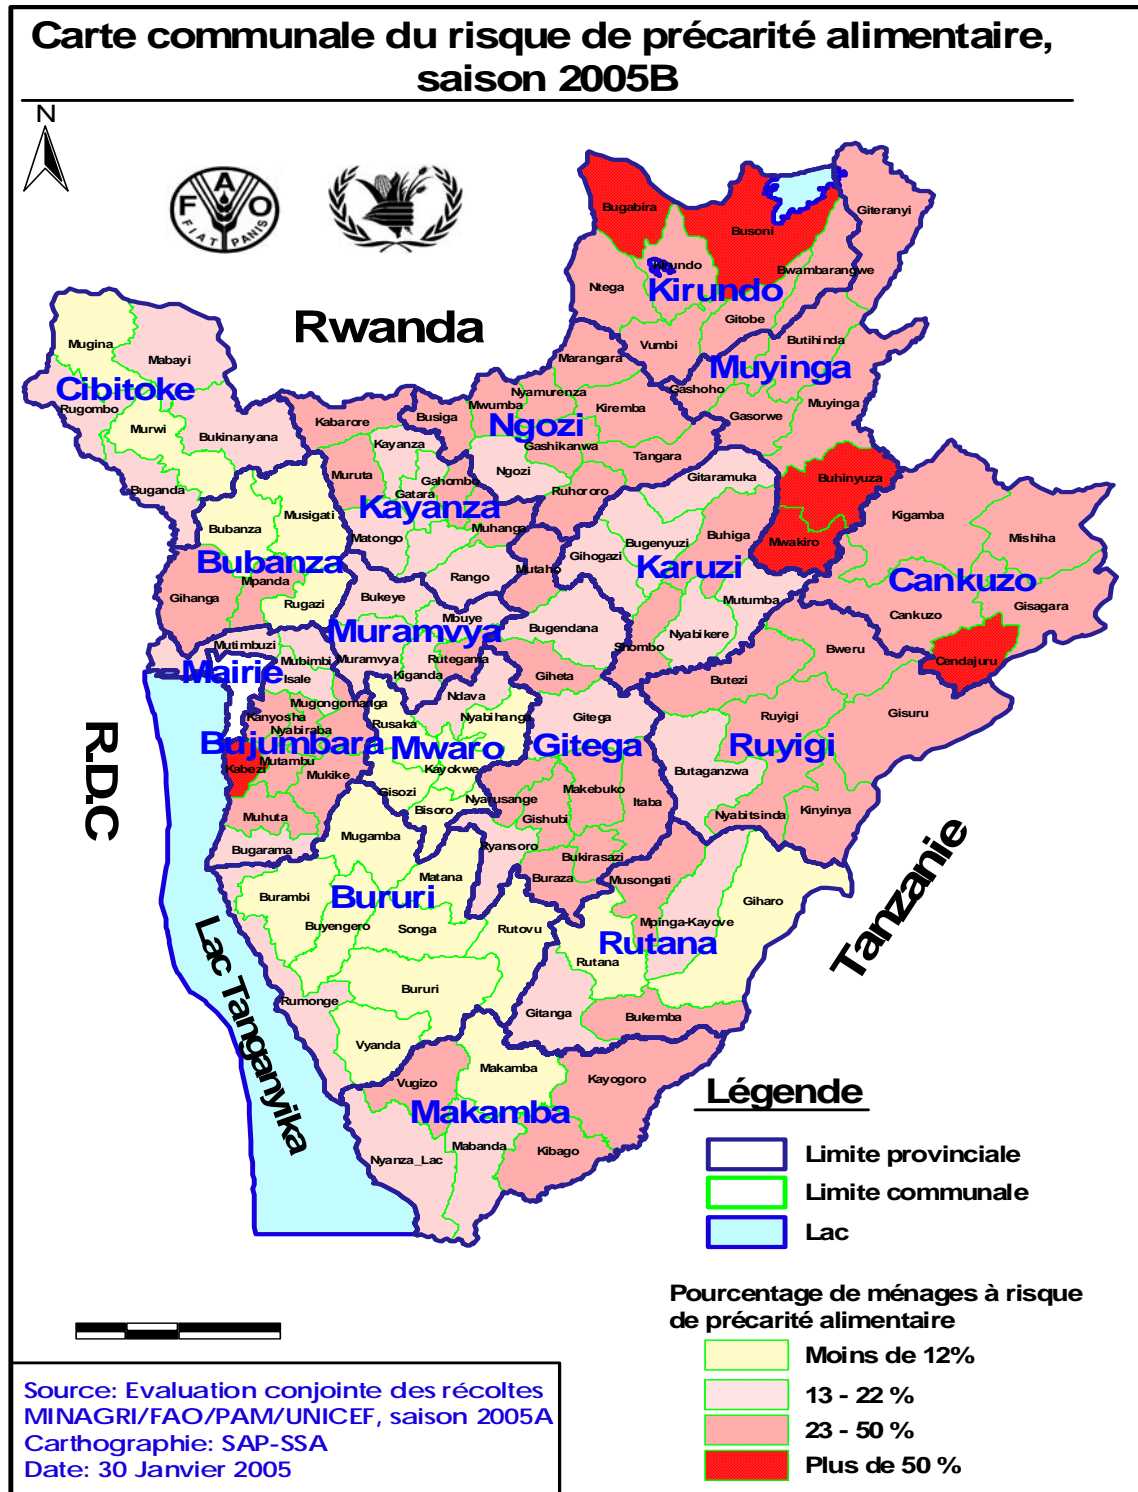 Carte communale du risque de précarité alimentaire,
saison 2005B
N
F A O
FIAT PANIS
Rwanda
R.D.C
Tanzanie
Lac Tanganyika
Bugabira
Busoni
Giteranyi
Kirundo
Bwambarangwe
Ntega
Kirundo
Gitobe
Vumbi
Butihinda
Marangara
Muyinga
Gashoho
Nyamurenza
Mwumba
Kiremba
Gasorwe
Muyinga
Mugina
Mabayi
Cibitoke
Rugombo
Murwi
Bukinanyana
Buganda
Kabarore
Busiga
Ngozi
Gashikanwa
Tangara
Kayanza
Ngozi
Muruta
Gahombo
Gatara
Kayanza
Ruhororo
Gitaramuka
Buhinyuza
Musigati
Bubanza
Bubanza
Matongo
Muhanga
Mutaho
Gihogazi
Bugenyuzi
Buhiga
Mwakiro
Karuzi
Kigamba
Mishiha
Cankuzo
Gisagara
Cankuzo
Cendajuru
Gihanga
Mpanda
Rugazi
Rango
Bukeye
Mbuye
Muramvya
Bugendana
Mutumba
Nyabikere
Shombo
Mutimbuzi
Mubimbi
Mairie
Isale
Muramvya
Rutegama
Kiganda
Giheta
Bweru
Butezi
Mugongomanga
Kanyosha
Nyabiraba
Bujumbara
Kabezi
Mutambu
Mukike
Ndava
Rusaka
Nyabihanga
Mwaro
Kayokwe
Gisozi
Bisoro
Gitega
Gitega
Ruyigi
Gisuru
Ruyigi
Butaganzwa
Nyabitsinda
Kinyinya
Nyarusange
Makebuko
Itaba
Gishubi
Muhuta
Bugarama
Mugamba
Ryansoro
Bukirasazi
Buraza
Musongati
Matana
Burambi
Bururi
Buyengero
Songa
Rutovu
Giharo
Mpinga-Kayove
Rutana
Rutana
Rumonge
Bururi
Gitanga
Bukemba
Vyanda
Vugizo
Makamba
Kayogoro
Makamba
Mabanda
Kibago
Nyanza_Lac
Légende
Limite provinciale
Limite communale
Lac
Pourcentage de ménages à risque
de précarité alimentaire
Moins de 12%
13 - 22 %
23 - 50 %
Plus de 50 %
Source: Evaluation conjointe des récoltes
MINAGRI/FAO/PAM/UNICEF, saison 2005A
Carthographie: SAP-SSA
Date: 30 Janvier 2005